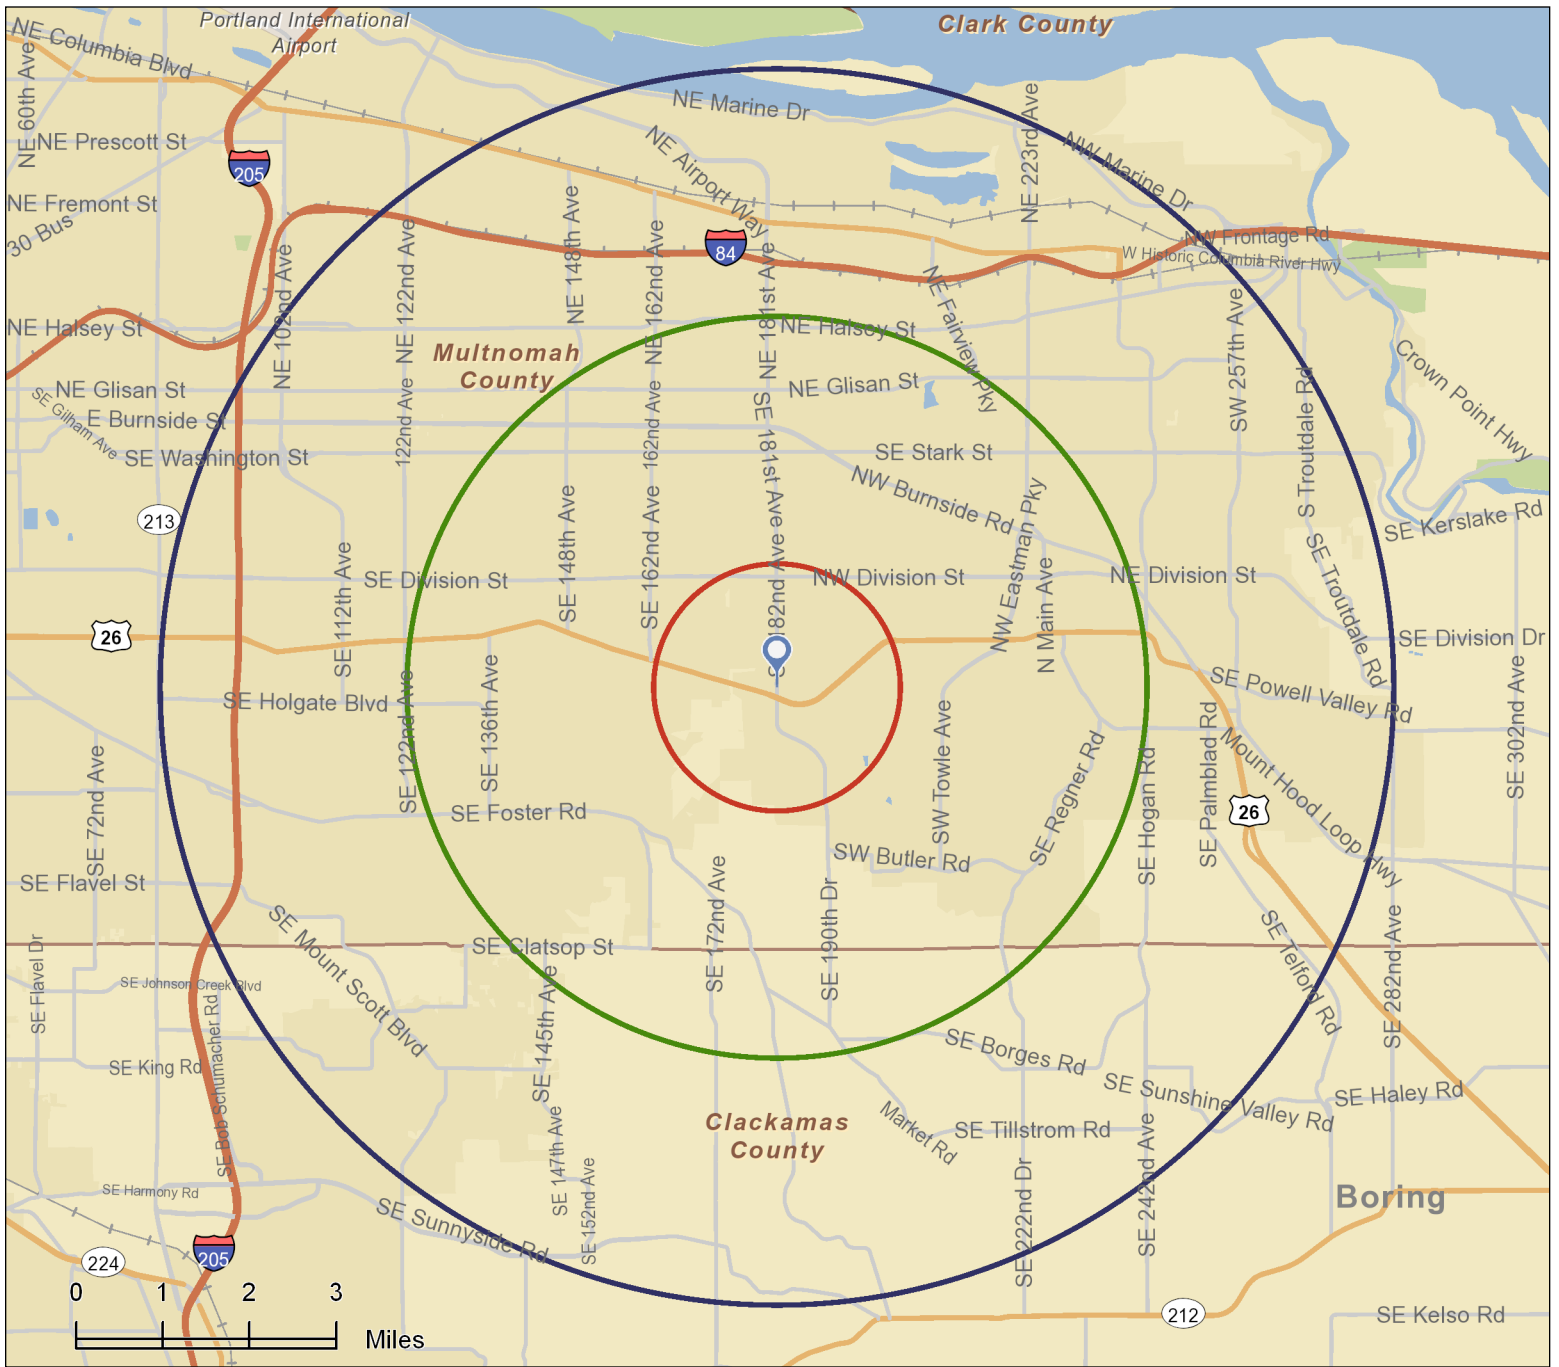 Portland International
Airport
Clark County
NE Columbia Blvd
NE 60th Ave
NE Marine Dr
NE 223rd Ave
NE Prescott St
NE Airport Way
NW Marine Dr
205
NE Fremont St
30 Bus
NE 148th Ave
NE 162nd Ave
NE 122nd Ave
NE 102nd Ave
84
NE 181st Ave
NW Frontage Rd
W Historic Columbia River Hwy
NE Fairview Pky
SW 257th Ave
NE Halsey St
NE Halsey St
Multnomah
County
Crown Point Hwy
NE Glisan St
NE Glisan St
SE Gilham Ave
E Burnside St
122nd Ave
162nd Ave
SE 181st Ave
S Troutdale Rd
SE Washington St
SE Stark St
NW Burnside Rd
213
SE Kerslake Rd
SE 112th Ave
SE 148th Ave
SE 162nd Ave
SE 182nd Ave
NW Eastman Pky
N Main Ave
SE Division St
NW Division St
NE Division St
SE Troutdale Rd
26
SE Division Dr
SE Holgate Blvd
SE 122nd Ave
SE 136th Ave
SE Powell Valley Rd
SE 72nd Ave
SW Towle Ave
SE Regner Rd
SE Hogan Rd
SE Palmblad Rd
Mount Hood Loop Hwy
SE 302nd Ave
26
SE Foster Rd
SW Butler Rd
SE Flavel St
SE 172nd Ave
SE 190th Dr
SE Mount Scott Blvd
SE Clatsop St
SE Telford Rd
SE 282nd Ave
SE Flavel Dr
SE Johnson Creek Blvd
SE Bob Schumacher Rd
SE 145th Ave
SE King Rd
SE Borges Rd
SE Sunshine Valley Rd
SE Haley Rd
Clackamas
County
Market Rd
SE Tillstrom Rd
SE 147th Ave
SE 152nd Ave
SE 222nd Dr
SE 242nd Ave
SE Harmony Rd
Boring
SE Sunnyside Rd
205
224
0 1 2 3
Miles
212
SE Kelso Rd